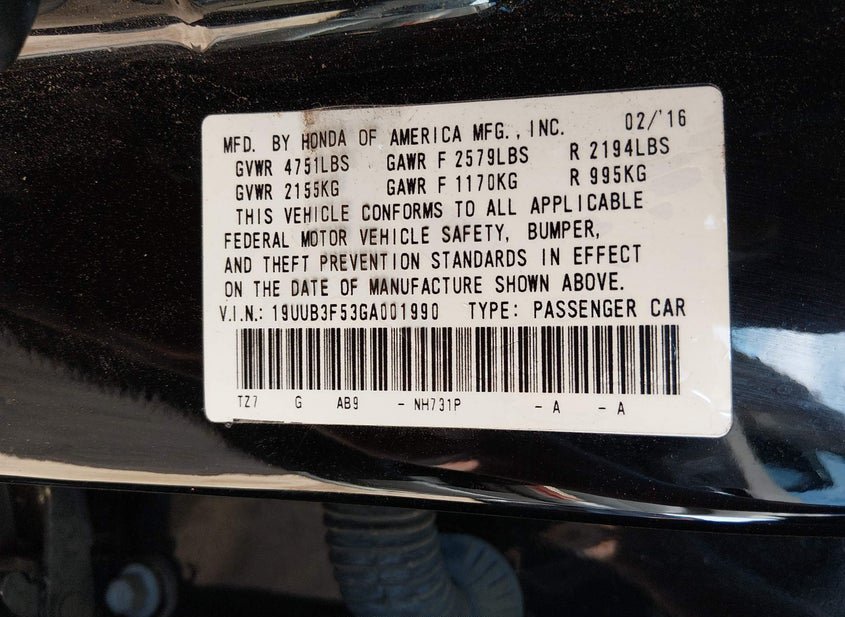 MFD. BY HONDA OF AMERICA MFG., INC. 02/'16
GVWR 4751LBS GAWR F 2579LBS R 2194LBS
GVWR 2155KG GAWR F 1170KG R 995KG
THIS VEHICLE CONFORMS TO ALL APPLICABLE
FEDERAL MOTOR VEHICLE SAFETY, BUMPER,
AND THEFT PREVENTION STANDARDS IN EFFECT
ON THE DATE OF MANUFACTURE SHOWN ABOVE.
V.I.N.: 19UUB3F53GA001990 TYPE: PASSENGER CAR
TZ7 G AB9 - NH731P - A - A